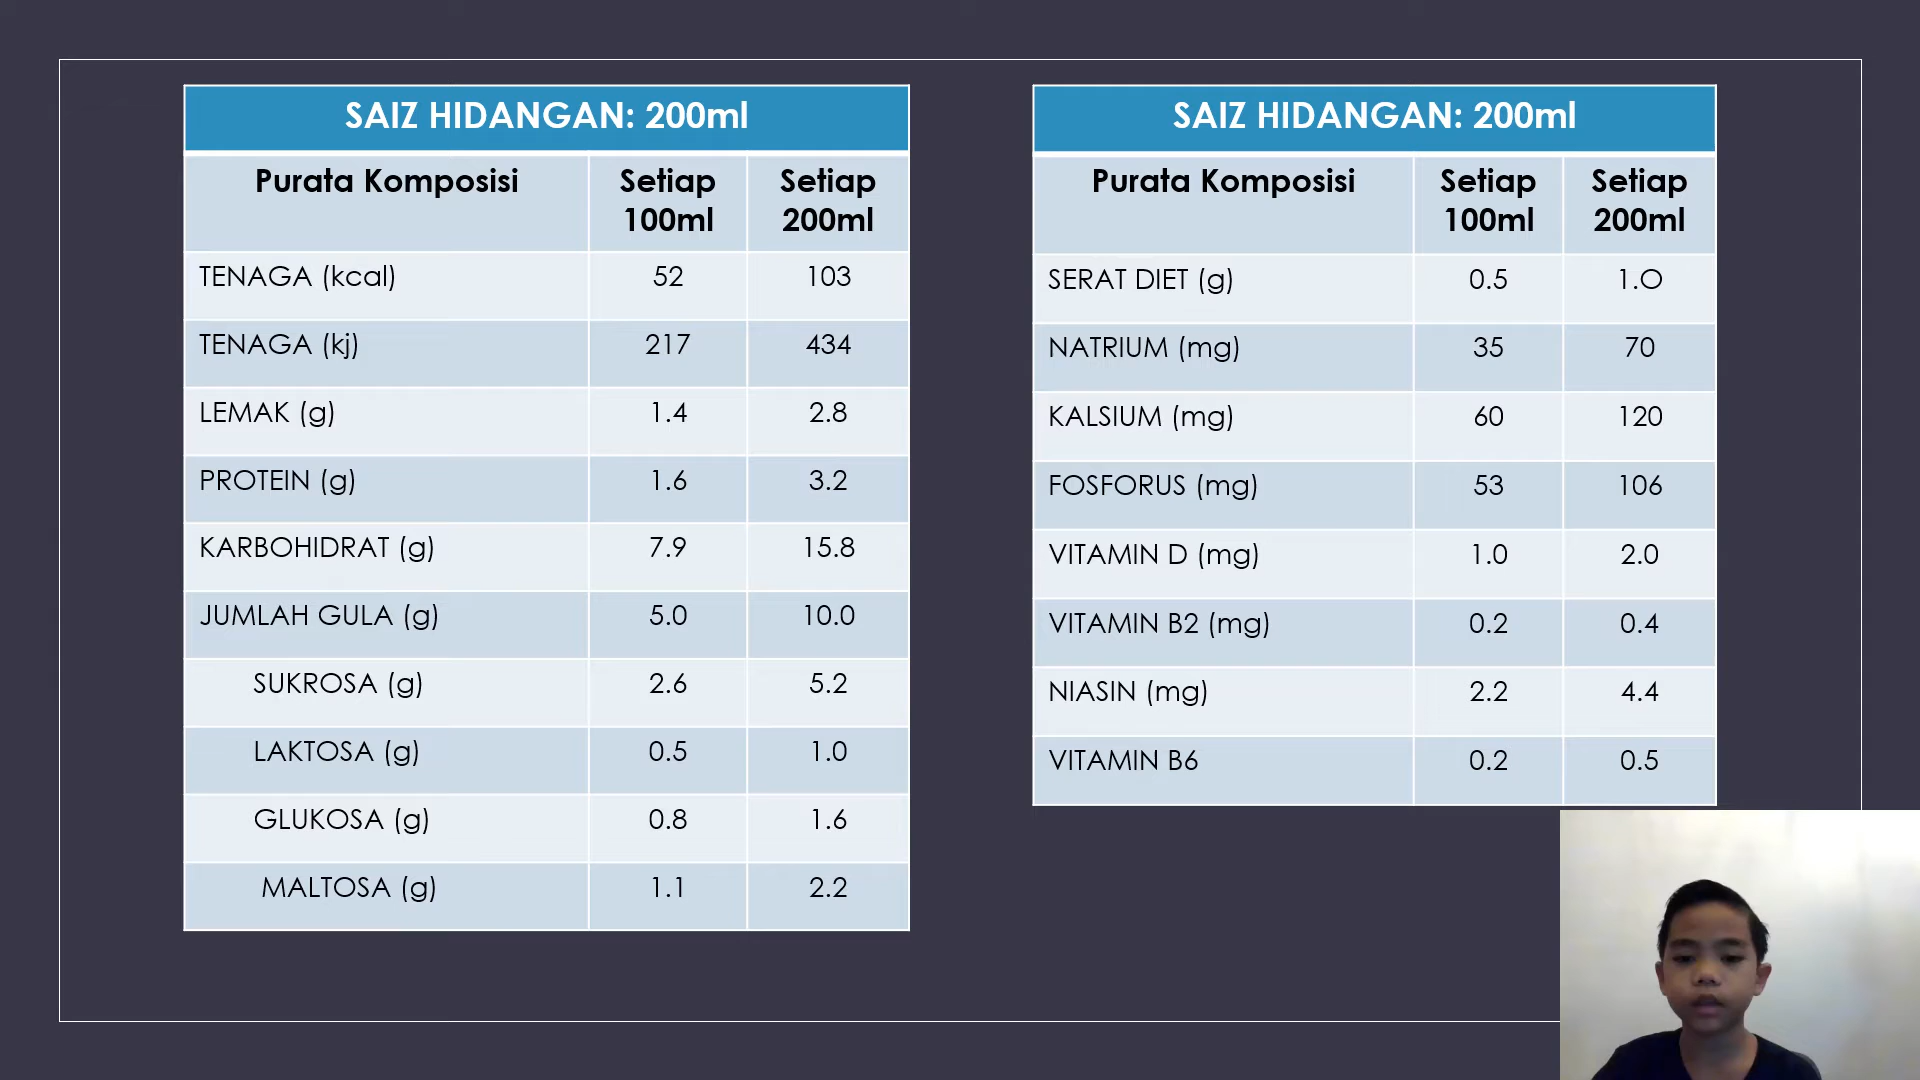 SAIZ HIDANGAN: 200ml
Purata Komposisi Setiap 100ml Setiap 200ml
TENAGA (kcal) 52 103
TENAGA (kj) 217 434
LEMAK (g) 1.4 2.8
PROTEIN (g) 1.6 3.2
KARBOHIDRAT (g) 7.9 15.8
JUMLAH GULA (g) 5.0 10.0
SUKROSA (g) 2.6 5.2
LAKTOSA (g) 0.5 1.0
GLUKOSA (g) 0.8 1.6
MALTOSA (g) 1.1 2.2
SAIZ HIDANGAN: 200ml
Purata Komposisi Setiap 100ml Setiap 200ml
SERAT DIET (g) 0.5 1.O
NATRIUM (mg) 35 70
KALSIUM (mg) 60 120
FOSFORUS (mg) 53 106
VITAMIN D (mg) 1.0 2.0
VITAMIN B2 (mg) 0.2 0.4
NIASIN (mg) 2.2 4.4
VITAMIN B6 0.2 0.5